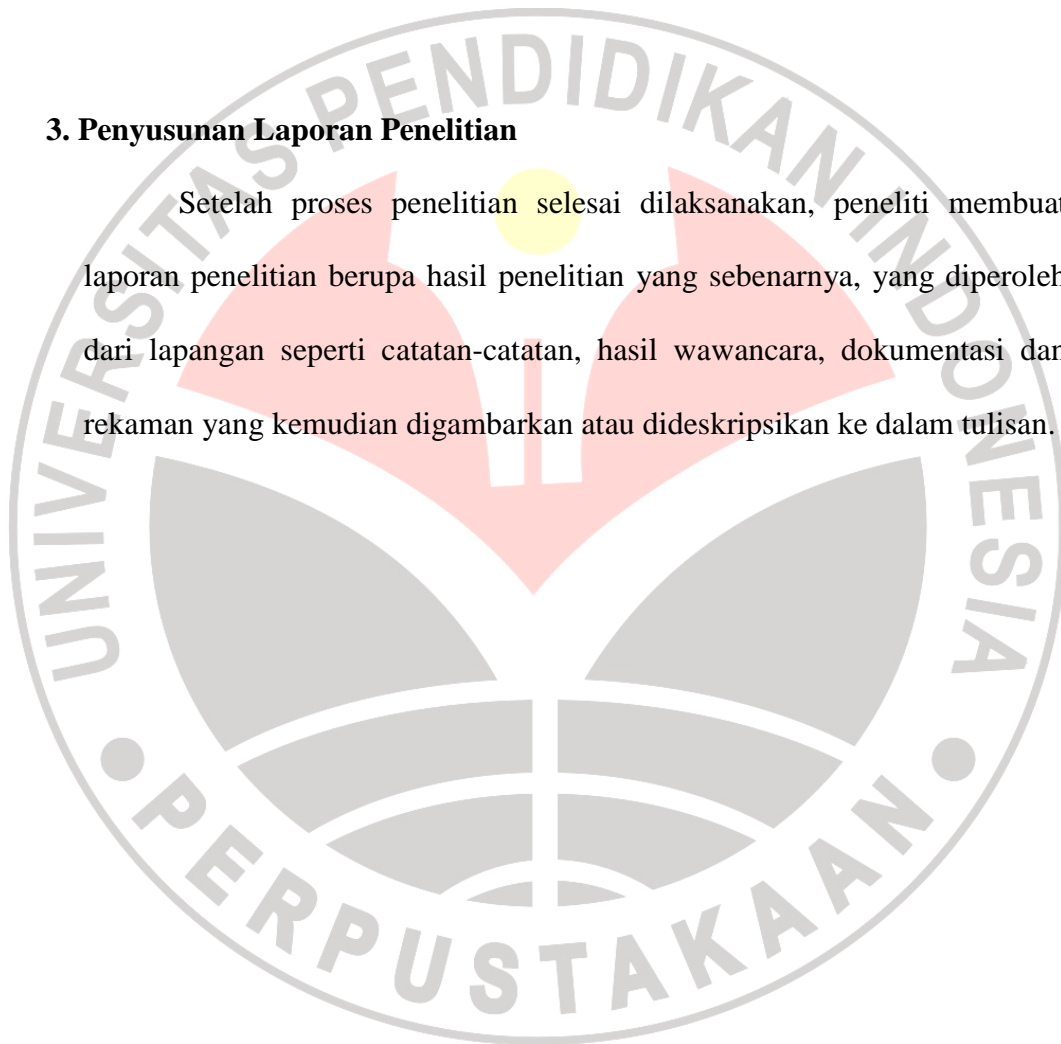 UNIVERSITAS PENDIDIKAN INDONESIA
3. Penyusunan Laporan Penelitian
Setelah proses penelitian selesai dilaksanakan, peneliti membuat
laporan penelitian berupa hasil penelitian yang sebenarnya, yang diperoleh
dari lapangan seperti catatan-catatan, hasil wawancara, dokumentasi dan
rekaman yang kemudian digambarkan atau dideskripsikan ke dalam tulisan.
PERPUSTAKAAN